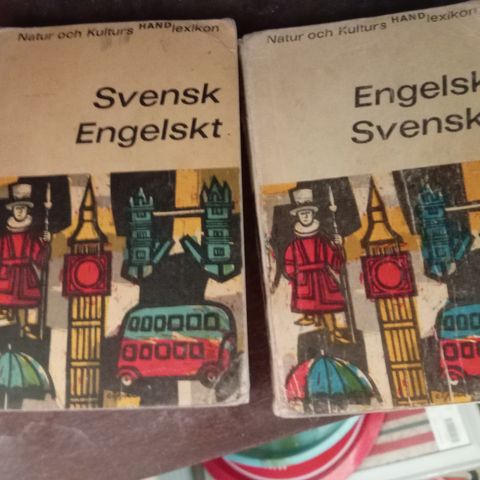 Natur och Kulturs HANDlexikon
Svensk
Engelskt
Natur och Kulturs HANDlexikon
Engelsk
Svensk